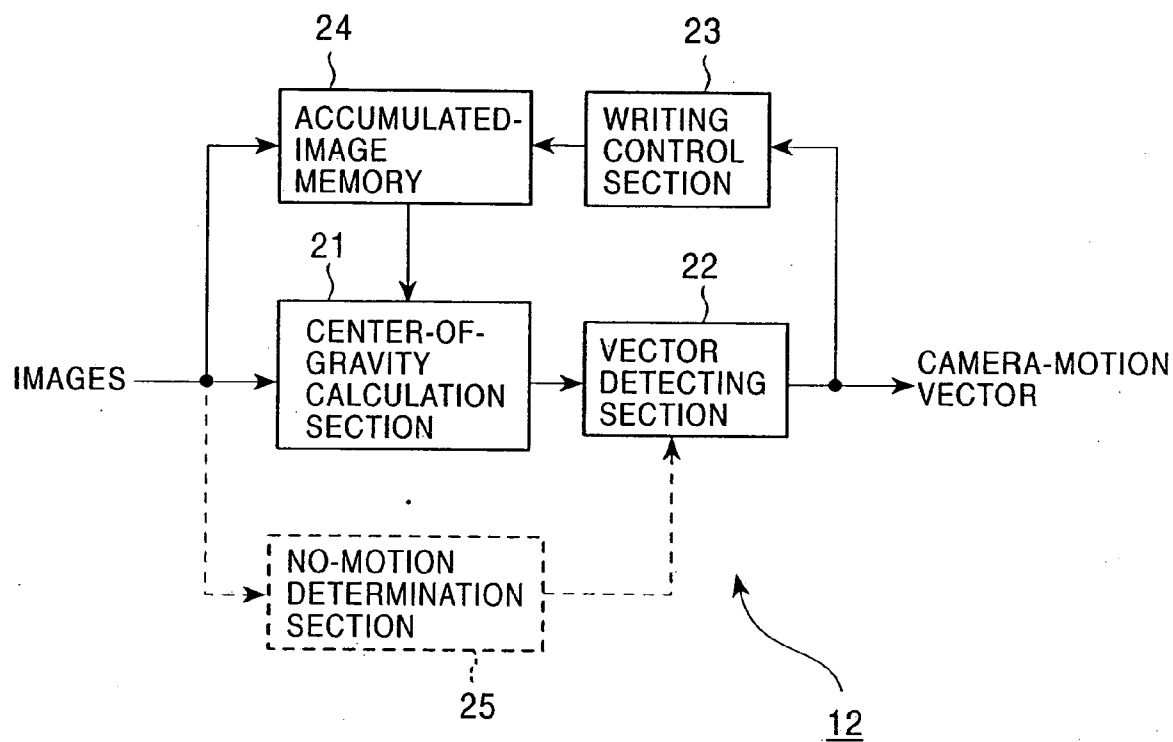 24
23
ACCUMULATED-
IMAGE
MEMORY
WRITING
CONTROL
SECTION
21
22
IMAGES
CENTER-OF-
GRAVITY
CALCULATION
SECTION
VECTOR
DETECTING
SECTION
CAMERA-MOTION
VECTOR
NO-MOTION
DETERMINATION
SECTION
25
12